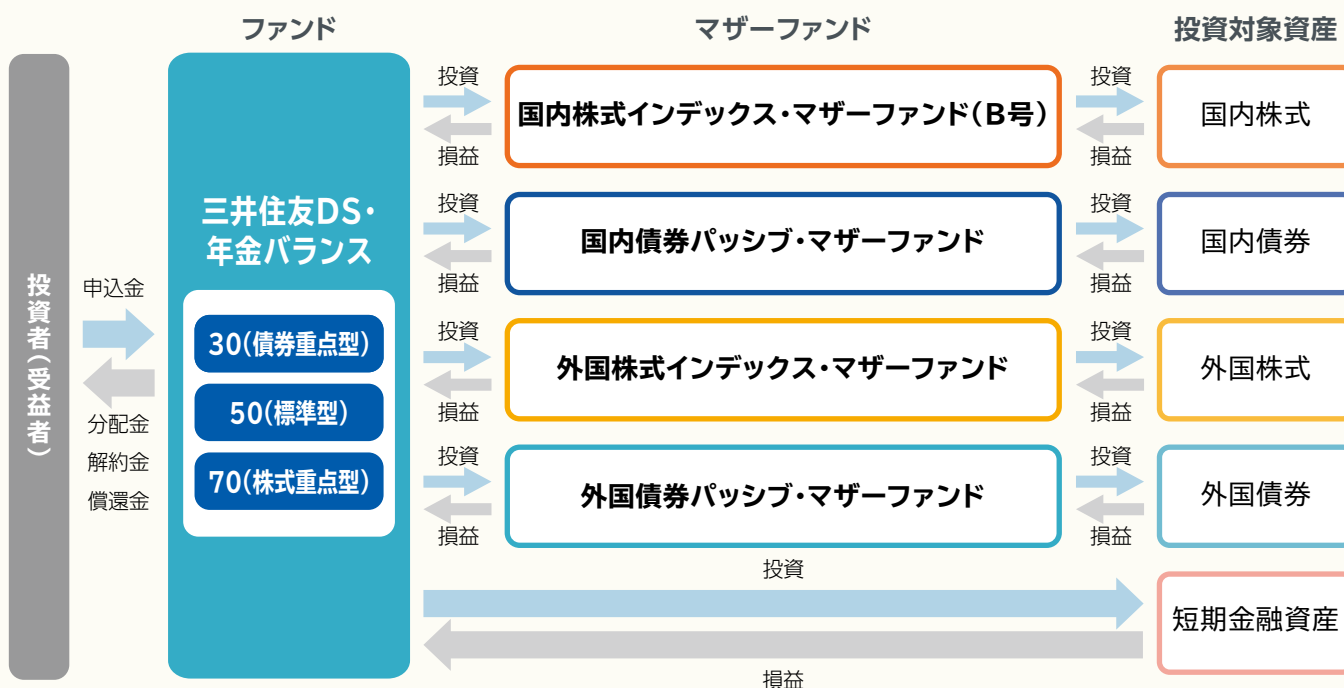 ファンド
マザーファンド
投資対象資産
投資者(受益者)
申込金
分配金
解約金
償還金
三井住友DS・
年金バランス
30(債券重点型)
50(標準型)
70(株式重点型)
投資
損益
国内株式インデックス・マザーファンド(B号)
投資
損益
国内株式
投資
損益
国内債券パッシブ・マザーファンド
投資
損益
国内債券
投資
損益
外国株式インデックス・マザーファンド
投資
損益
外国株式
投資
損益
外国債券パッシブ・マザーファンド
投資
損益
外国債券
投資
損益
短期金融資産